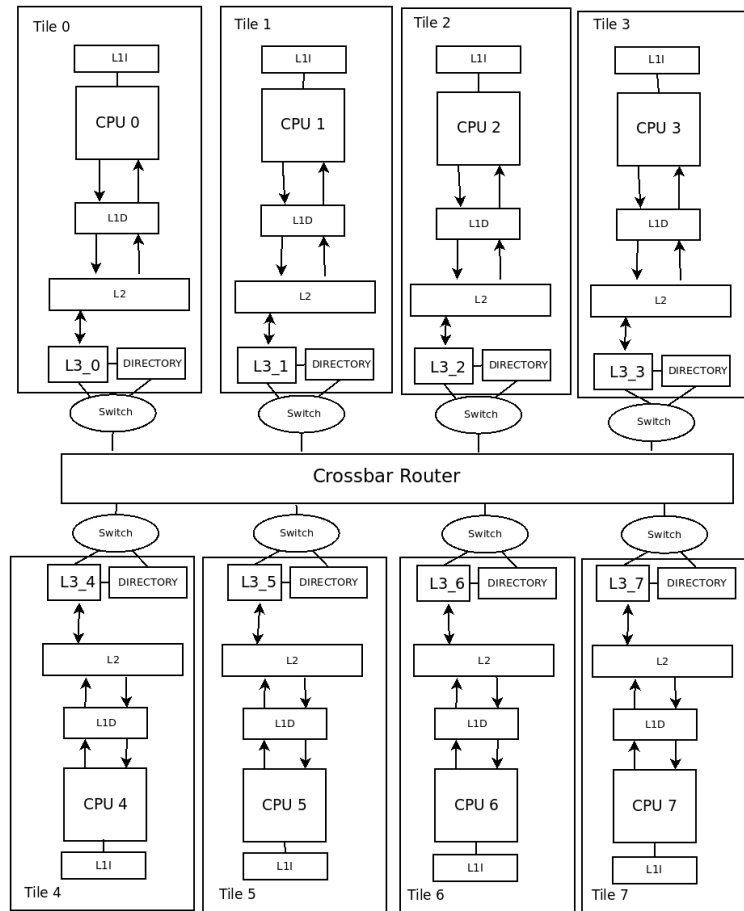 Tile 0
L1I
CPU 0
L1D
L2
L3_0
DIRECTORY
Switch
Tile 1
L1I
CPU 1
L1D
L2
L3_1
DIRECTORY
Switch
Tile 2
L1I
CPU 2
L1D
L2
L3_2
DIRECTORY
Switch
Tile 3
L1I
CPU 3
L1D
L2
L3_3
DIRECTORY
Switch
Crossbar Router
Switch
L3_4
DIRECTORY
L2
L1D
CPU 4
L1I
Tile 4
Switch
L3_5
DIRECTORY
L2
L1D
CPU 5
L1I
Tile 5
Switch
L3_6
DIRECTORY
L2
L1D
CPU 6
L1I
Tile 6
Switch
L3_7
DIRECTORY
L2
L1D
CPU 7
L1I
Tile 7